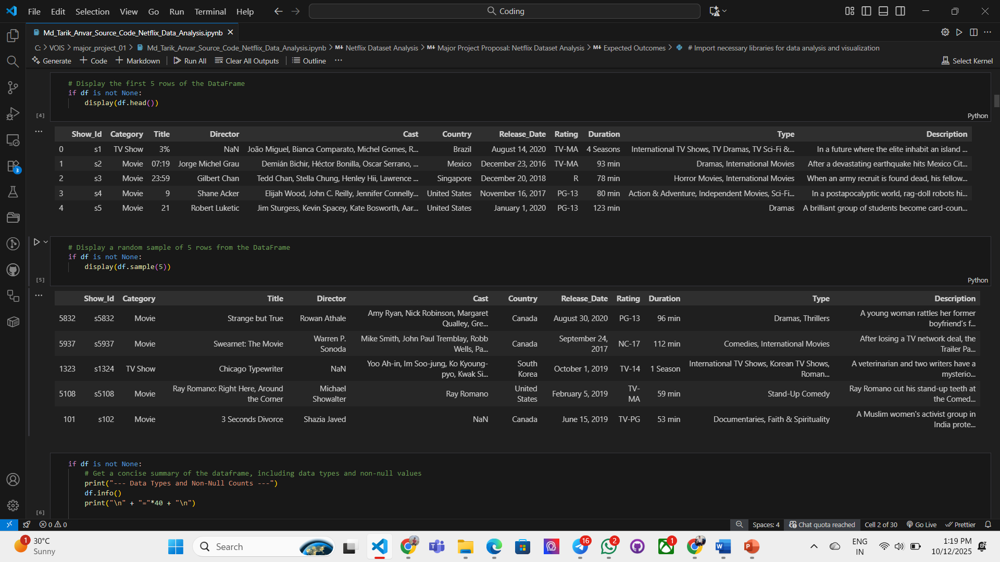 File Edit Selection View Go Run Terminal Help
Coding
Md_Tarik_Anvar_Source_Code_Netflix_Data_Analysis.ipynb
C: > VOIS > major_project_01 > Md_Tarik_Anvar_Source_Code_Netflix_Data_Analysis.ipynb > M↓ Netflix Dataset Analysis > M↓ Major Project Proposal: Netflix Dataset Analysis > M↓ Expected Outcomes > # Import necessary libraries for data analysis and visualization
Generate + Code + Markdown Run All Clear All Outputs Outline ... Select Kernel
# Display the first 5 rows of the DataFrame
if df is not None:
display(df.head())
[4] Python
Show_Id Category Title Director Cast Country Release_Date Rating Duration Type Description
0 s1 TV Show 3% NaN João Miguel, Bianca Comparato, Michel Gomes, R... Brazil August 14, 2020 TV-MA 4 Seasons International TV Shows, TV Dramas, TV Sci-Fi &... In a future where the elite inhabit an island ...
1 s2 Movie 07:19 Jorge Michel Grau Demián Bichir, Héctor Bonilla, Oscar Serrano, ... Mexico December 23, 2016 TV-MA 93 min Dramas, International Movies After a devastating earthquake hits Mexico Cit...
2 s3 Movie 23:59 Gilbert Chan Tedd Chan, Stella Chung, Henley Hii, Lawrence ... Singapore December 20, 2018 R 78 min Horror Movies, International Movies When an army recruit is found dead, his fellow...
3 s4 Movie 9 Shane Acker Elijah Wood, John C. Reilly, Jennifer Connelly... United States November 16, 2017 PG-13 80 min Action & Adventure, Independent Movies, Sci-Fi... In a postapocalyptic world, rag-doll robots hi...
4 s5 Movie 21 Robert Luketic Jim Sturgess, Kevin Spacey, Kate Bosworth, Aar... United States January 1, 2020 PG-13 123 min Dramas A brilliant group of students become card-coun...
# Display a random sample of 5 rows from the DataFrame
if df is not None:
display(df.sample(5))
[5] Python
Show_Id Category Title Director Cast Country Release_Date Rating Duration Type Description
5832 s5832 Movie Strange but True Rowan Athale Amy Ryan, Nick Robinson, Margaret Qualley, Gre... Canada August 30, 2020 PG-13 96 min Dramas, Thrillers A young woman rattles her former boyfriend's f...
5937 s5937 Movie Swearnet: The Movie Warren P. Sonoda Mike Smith, John Paul Tremblay, Robb Wells, Pa... Canada September 24, 2017 NC-17 112 min Comedies, International Movies After losing a TV network deal, the Trailer Pa...
1323 s1324 TV Show Chicago Typewriter NaN Yoo Ah-in, Im Soo-jung, Ko Kyoung-pyo, Kwak Si... South Korea October 1, 2019 TV-14 1 Season International TV Shows, Korean TV Shows, Roman... A veterinarian and two writers have a mysterio...
5108 s5108 Movie Ray Romano: Right Here, Around the Corner Michael Showalter Ray Romano United States February 5, 2019 TV-MA 59 min Stand-Up Comedy Ray Romano cut his stand-up teeth at the Comed...
101 s102 Movie 3 Seconds Divorce Shazia Javed NaN Canada June 15, 2019 TV-PG 53 min Documentaries, Faith & Spirituality A Muslim women's activist group in India prote...
if df is not None:
# Get a concise summary of the dataframe, including data types and non-null values
print("--- Data Types and Non-Null Counts ---")
df.info()
print("\n" + "="*40 + "\n")
[6]
3
0 0 Spaces: 4 Chat quota reached Cell 2 of 30 Go Live Prettier
1 30°C
Sunny
Search
16 2 1
ENG
IN
1:19 PM
10/12/2025